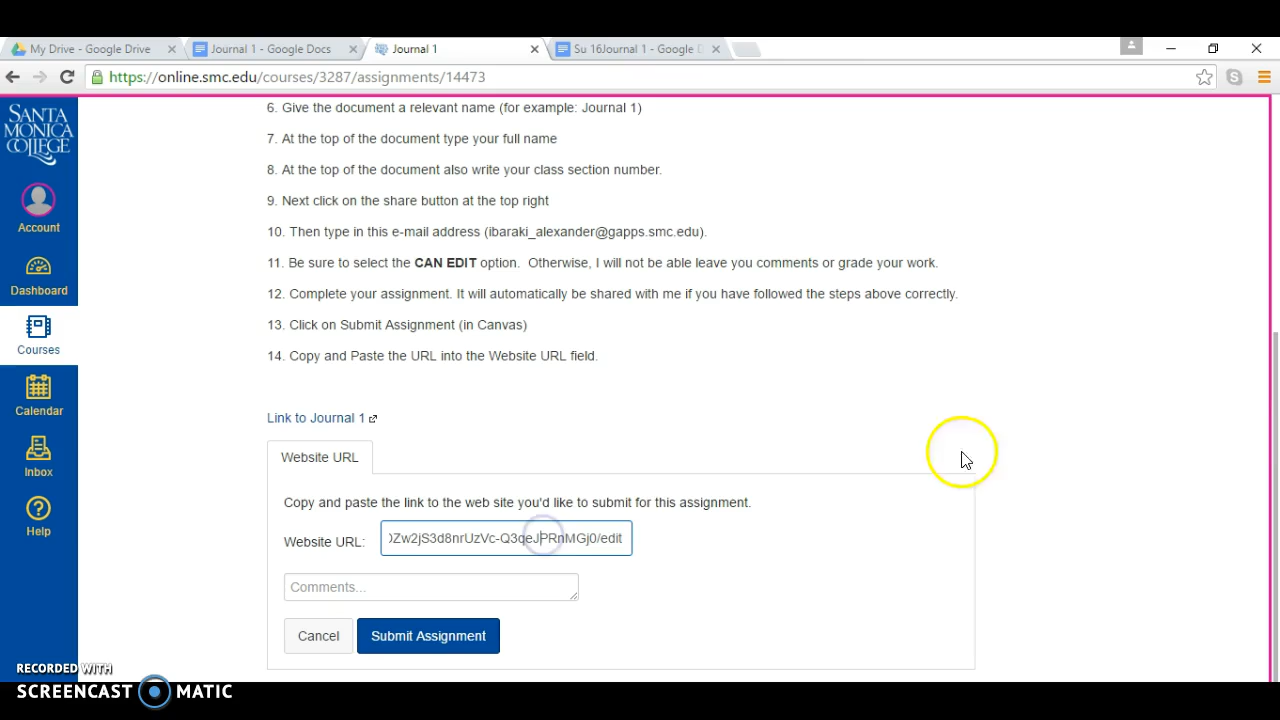 My Drive - Google Drive
Journal 1 - Google Docs
Journal 1
Su 16Journal 1 - Google D
https://online.smc.edu/courses/3287/assignments/14473
SANTA
MONICA
COLLEGE
Account
Dashboard
Courses
Calendar
Inbox
Help
6. Give the document a relevant name (for example: Journal 1)
7. At the top of the document type your full name
8. At the top of the document also write your class section number.
9. Next click on the share button at the top right
10. Then type in this e-mail address (ibaraki_alexander@gapps.smc.edu).
11. Be sure to select the CAN EDIT option. Otherwise, I will not be able leave you comments or grade your work.
12. Complete your assignment. It will automatically be shared with me if you have followed the steps above correctly.
13. Click on Submit Assignment (in Canvas)
14. Copy and Paste the URL into the Website URL field.
Link to Journal 1
Website URL
Copy and paste the link to the web site you'd like to submit for this assignment.
Website URL:
Zw2jS3d8nrUzVc-Q3qeJPRnMGj0/edit
Comments...
Cancel
Submit Assignment
RECORDED WITH
SCREENCAST MATIC